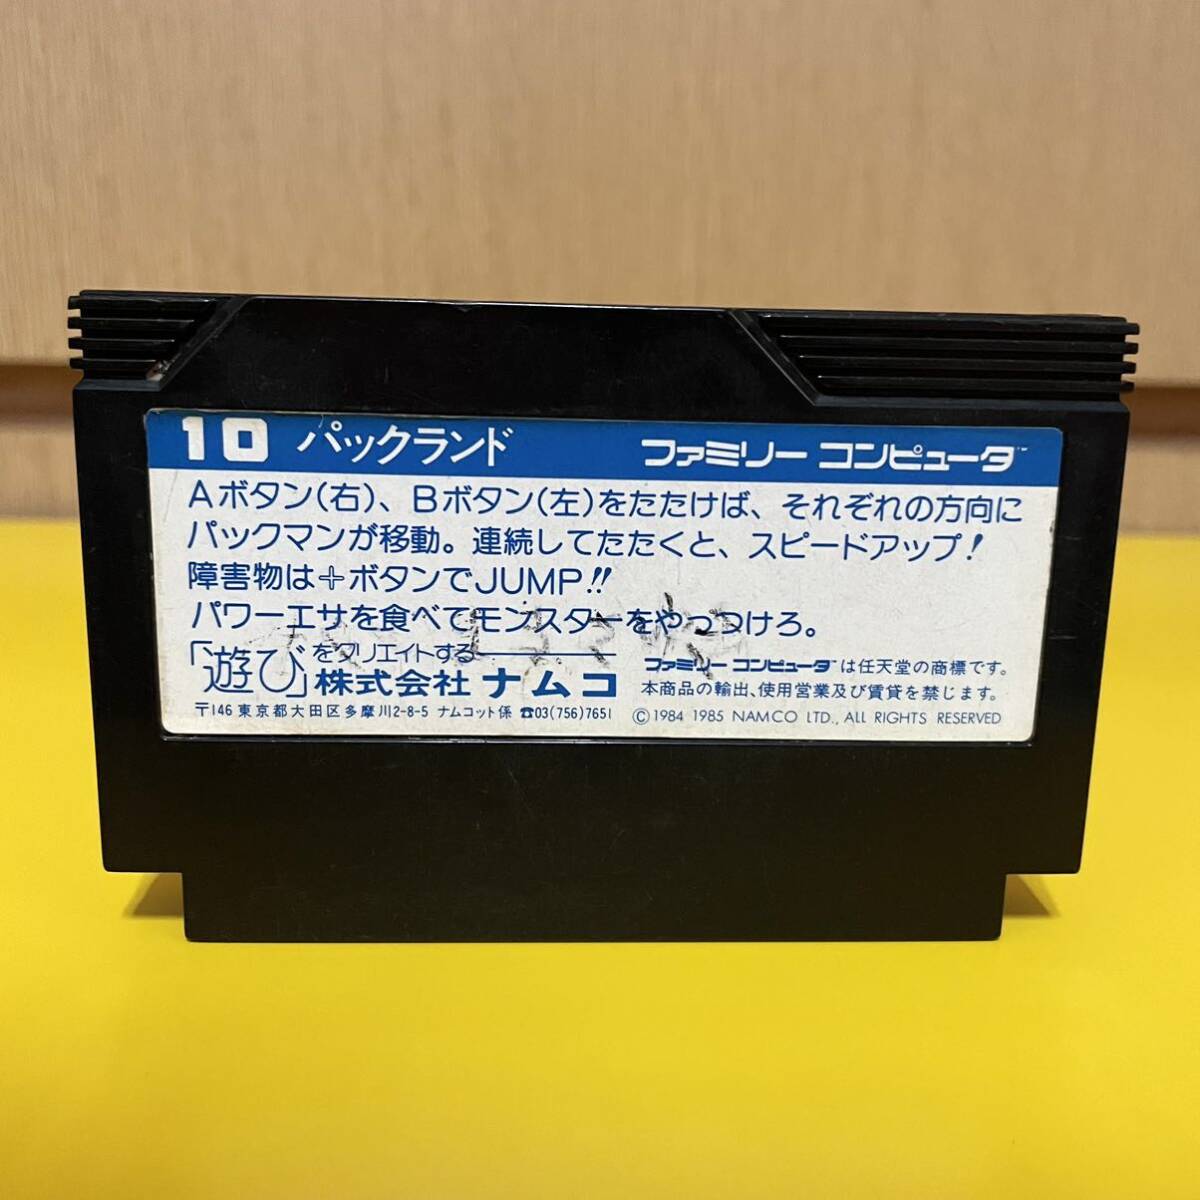 10 パックランド ファミリー コンピュータ™
Aボタン(右)、Bボタン(左)をたたけば、それぞれの方向に
パックマンが移動。連続してたたくと、スピードアップ!
障害物は✛ボタンでJUMP!!
パワーエサを食べてモンスターをやっつけろ。
「遊び」をクリエイトする
株式会社 ナムコ
〒146 東京都大田区多摩川2-8-5 ナムコット係 ☎03(756)7651
ファミリー コンピュータ™は任天堂の商標です。
本商品の輸出、使用営業及び賃貸を禁じます。
©1984 1985 NAMCO LTD., ALL RIGHTS RESERVED